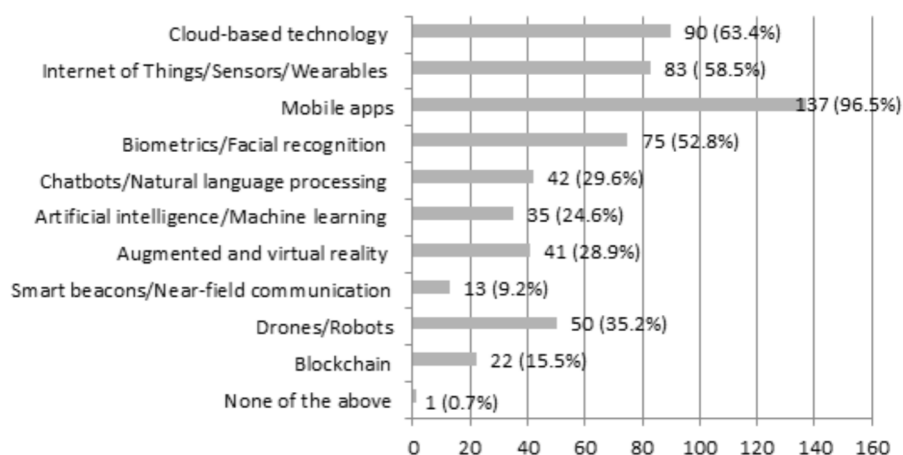 Cloud-based technology 90 (63.4%)
Internet of Things/Sensors/Wearables 83 ( 58.5%)
Mobile apps 137 (96.5%)
Biometrics/Facial recognition 75 (52.8%)
Chatbots/Natural language processing 42 (29.6%)
Artificial intelligence/Machine learning 35 (24.6%)
Augmented and virtual reality 41 (28.9%)
Smart beacons/Near-field communication 13 (9.2%)
Drones/Robots 50 (35.2%)
Blockchain 22 (15.5%)
None of the above 1 (0.7%)
0 20 40 60 80 100 120 140 160